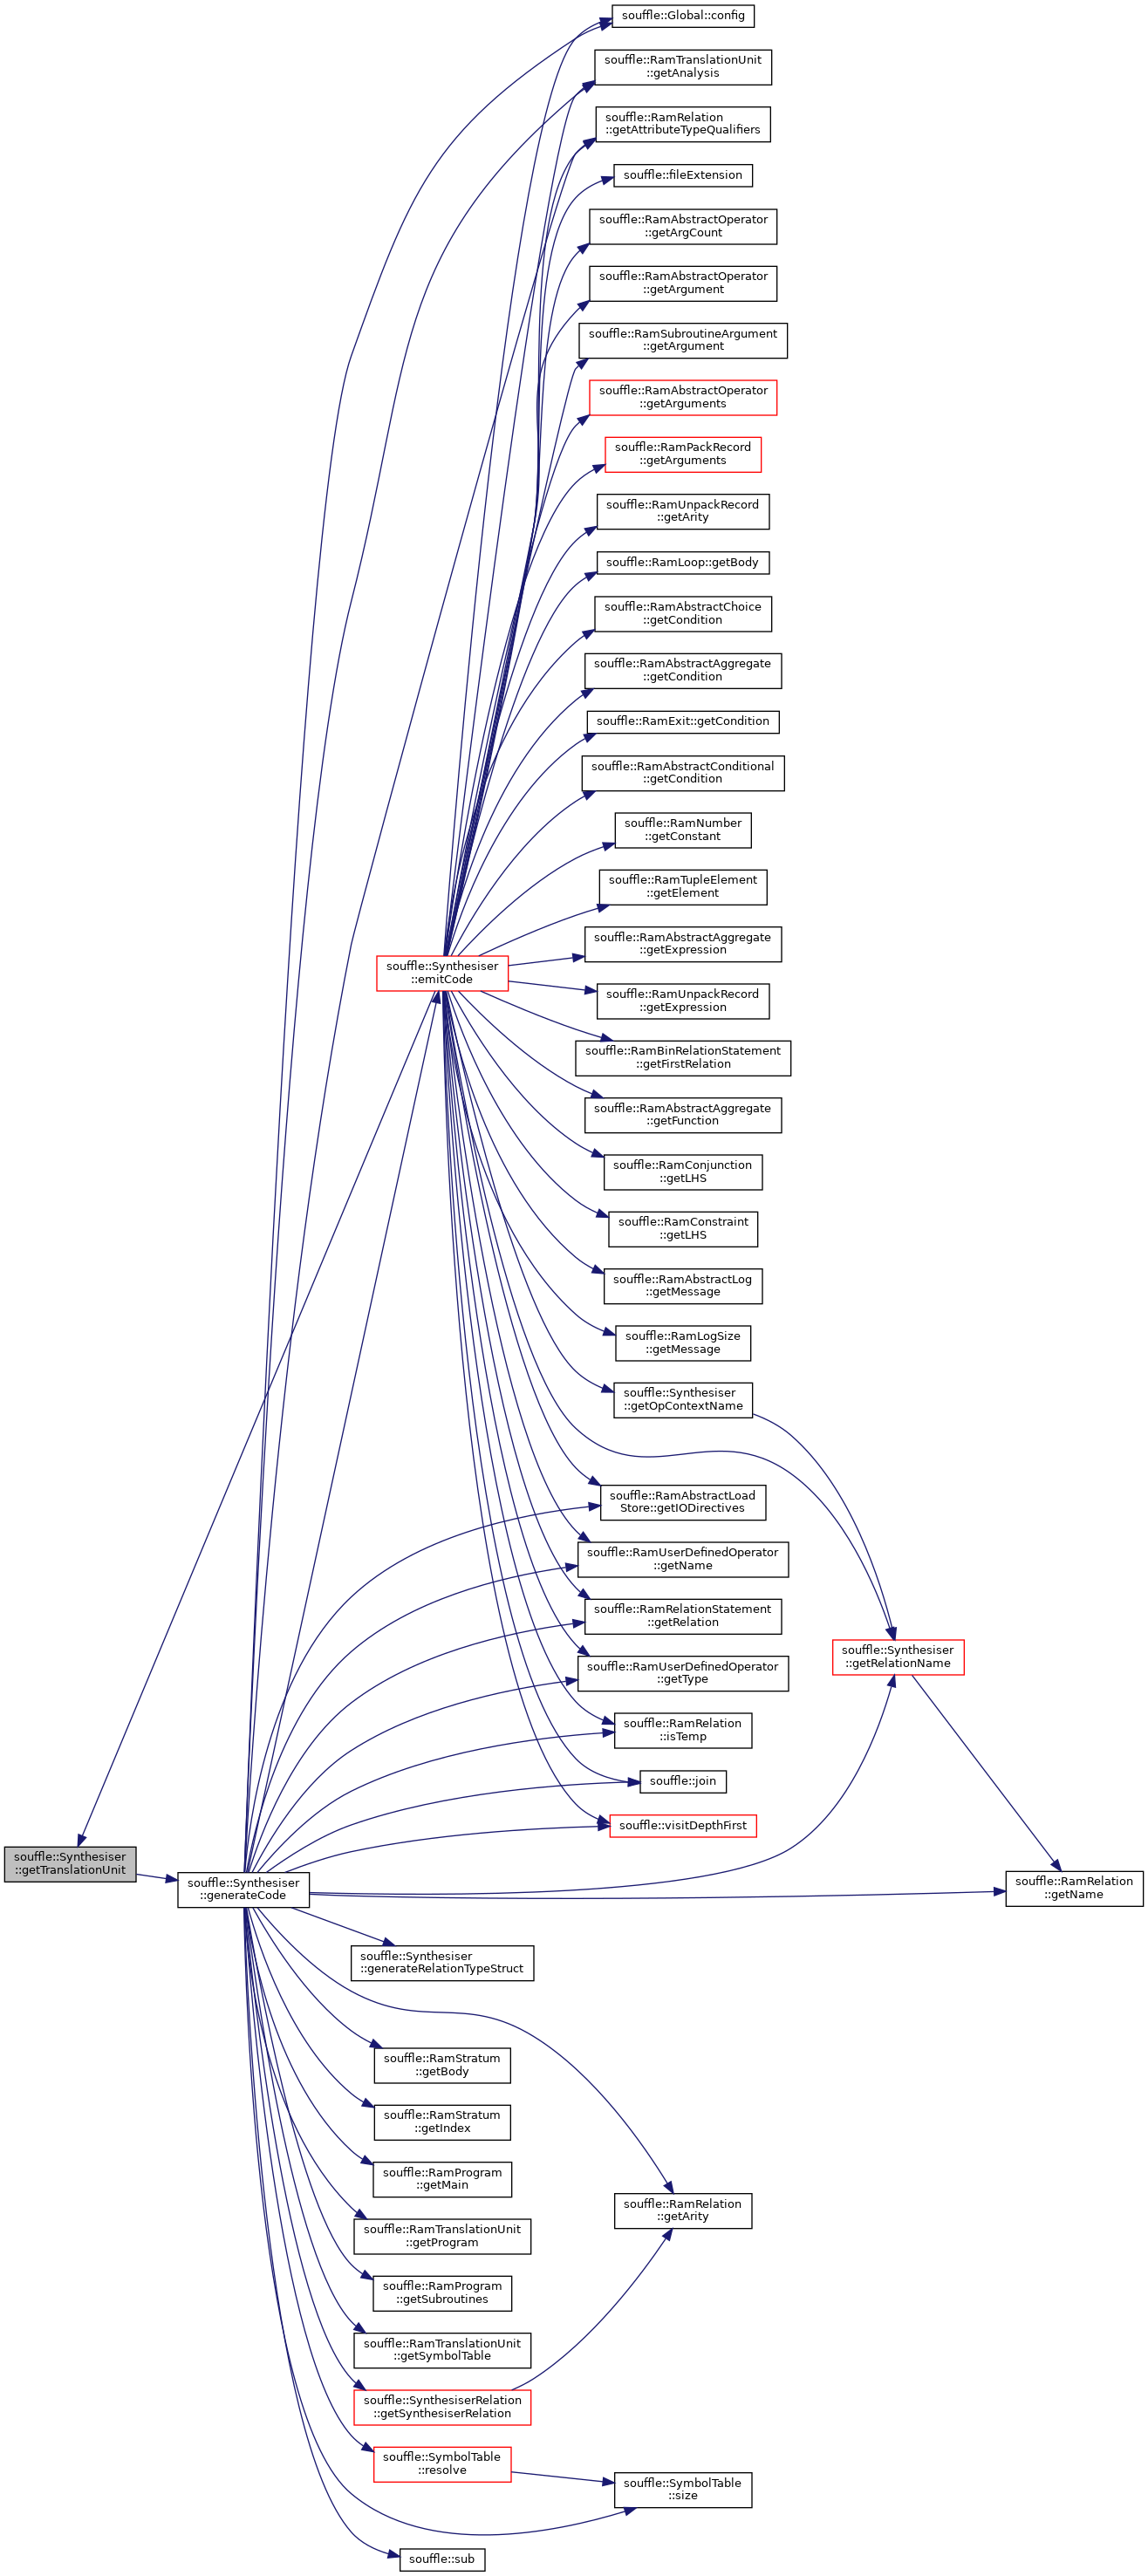 souffle::Global::config
souffle::RamTranslationUnit
::getAnalysis
souffle::RamRelation
::getAttributeTypeQualifiers
souffle::fileExtension
souffle::RamAbstractOperator
::getArgCount
souffle::RamAbstractOperator
::getArgument
souffle::RamSubroutineArgument
::getArgument
souffle::RamAbstractOperator
::getArguments
souffle::RamPackRecord
::getArguments
souffle::RamUnpackRecord
::getArity
souffle::RamLoop::getBody
souffle::RamAbstractChoice
::getCondition
souffle::RamAbstractAggregate
::getCondition
souffle::RamExit::getCondition
souffle::RamAbstractConditional
::getCondition
souffle::RamNumber
::getConstant
souffle::RamTupleElement
::getElement
souffle::RamAbstractAggregate
::getExpression
souffle::Synthesiser
::emitCode
souffle::RamUnpackRecord
::getExpression
souffle::RamBinRelationStatement
::getFirstRelation
souffle::RamAbstractAggregate
::getFunction
souffle::RamConjunction
::getLHS
souffle::RamConstraint
::getLHS
souffle::RamAbstractLog
::getMessage
souffle::RamLogSize
::getMessage
souffle::Synthesiser
::getOpContextName
souffle::RamAbstractLoad
Store::getIODirectives
souffle::RamUserDefinedOperator
::getName
souffle::RamRelationStatement
::getRelation
souffle::Synthesiser
::getRelationName
souffle::RamUserDefinedOperator
::getType
souffle::RamRelation
::isTemp
souffle::join
souffle::visitDepthFirst
souffle::Synthesiser
::getTranslationUnit
souffle::Synthesiser
::generateCode
souffle::RamRelation
::getName
souffle::Synthesiser
::generateRelationTypeStruct
souffle::RamStratum
::getBody
souffle::RamStratum
::getIndex
souffle::RamProgram
::getMain
souffle::RamRelation
::getArity
souffle::RamTranslationUnit
::getProgram
souffle::RamProgram
::getSubroutines
souffle::RamTranslationUnit
::getSymbolTable
souffle::SynthesiserRelation
::getSynthesiserRelation
souffle::SymbolTable
::resolve
souffle::SymbolTable
::size
souffle::sub